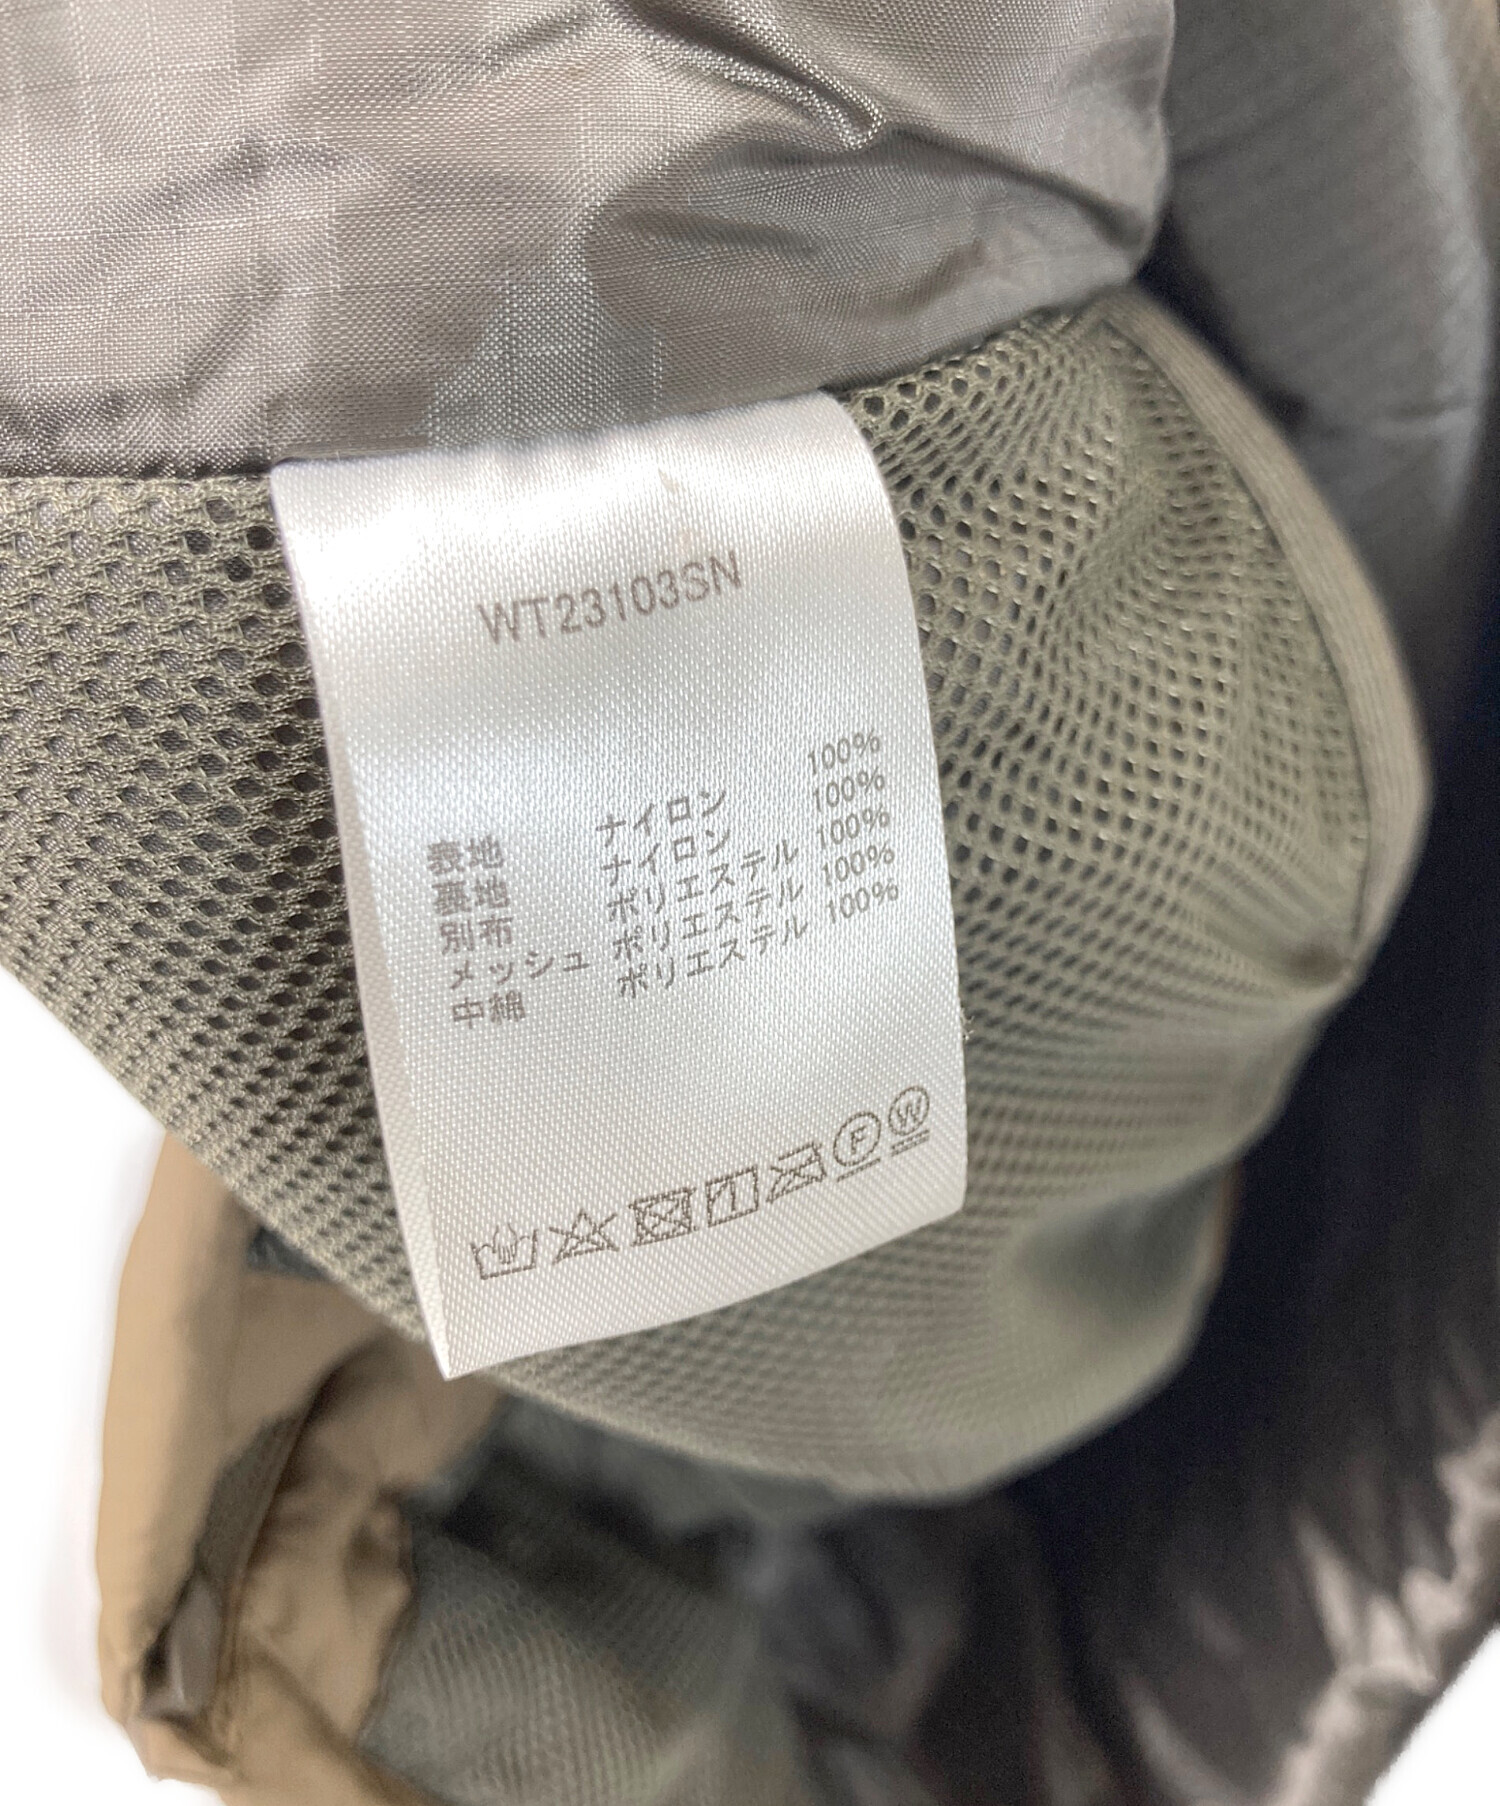 WT23103SN
表地 ナイロン 100%
裏地 ナイロン 100%
別布 ポリエステル 100%
メッシュ ポリエステル 100%
中綿 ポリエステル 100%
F W